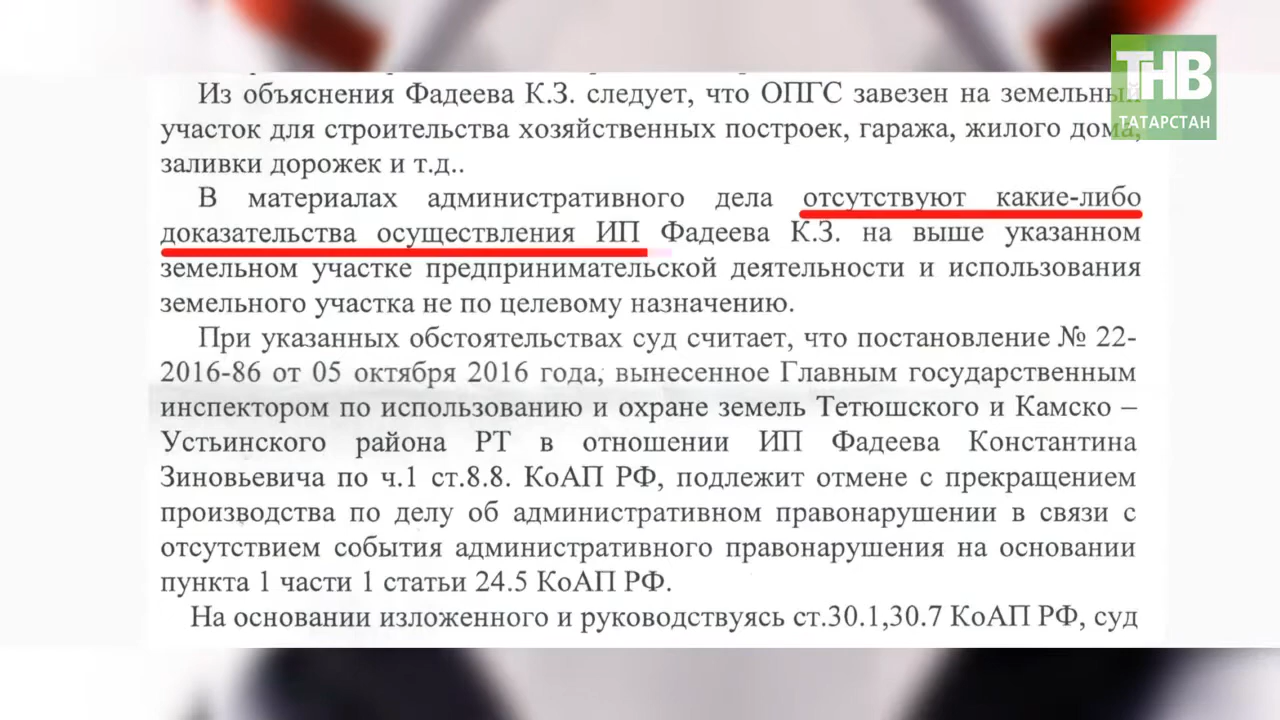 ТНВ
ТАТАРСТАН
Из объяснения Фадеева К.З. следует, что ОПГС завезен на земельный
участок для строительства хозяйственных построек, гаража, жилого дома,
заливки дорожек и т.д..
В материалах административного дела отсутствуют какие-либо
доказательства осуществления ИП Фадеева К.З. на выше указанном
земельном участке предпринимательской деятельности и использования
земельного участка не по целевому назначению.
При указанных обстоятельствах суд считает, что постановление № 22-
2016-86 от 05 октября 2016 года, вынесенное Главным государственным
инспектором по использованию и охране земель Тетюшского и Камско –
Устьинского района РТ в отношении ИП Фадеева Константина
Зиновьевича по ч.1 ст.8.8. КоАП РФ, подлежит отмене с прекращением
производства по делу об административном правонарушении в связи с
отсутствием события административного правонарушения на основании
пункта 1 части 1 статьи 24.5 КоАП РФ.
На основании изложенного и руководствуясь ст.30.1,30.7 КоАП РФ, суд